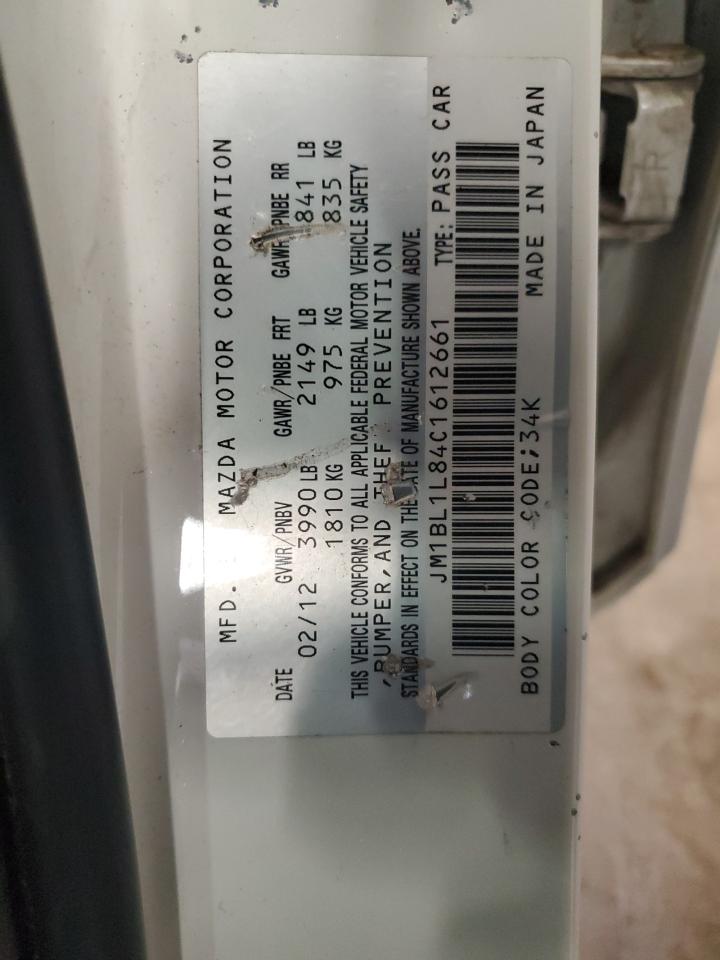 MFD. BY MAZDA MOTOR CORPORATION
DATE GVWR/PNBV GAWR/PNBE FRT GAWR/PNBE RR
02/12 3990 LB 2149 LB 841 LB
1810 KG 975 KG 835 KG
THIS VEHICLE CONFORMS TO ALL APPLICABLE FEDERAL MOTOR VEHICLE SAFETY
,BUMPER,AND THEFT PREVENTION
STANDARDS IN EFFECT ON THE DATE OF MANUFACTURE SHOWN ABOVE.
JM1BL1L84C1612661 TYPE: PASS CAR
BODY COLOR CODE;34K MADE IN JAPAN